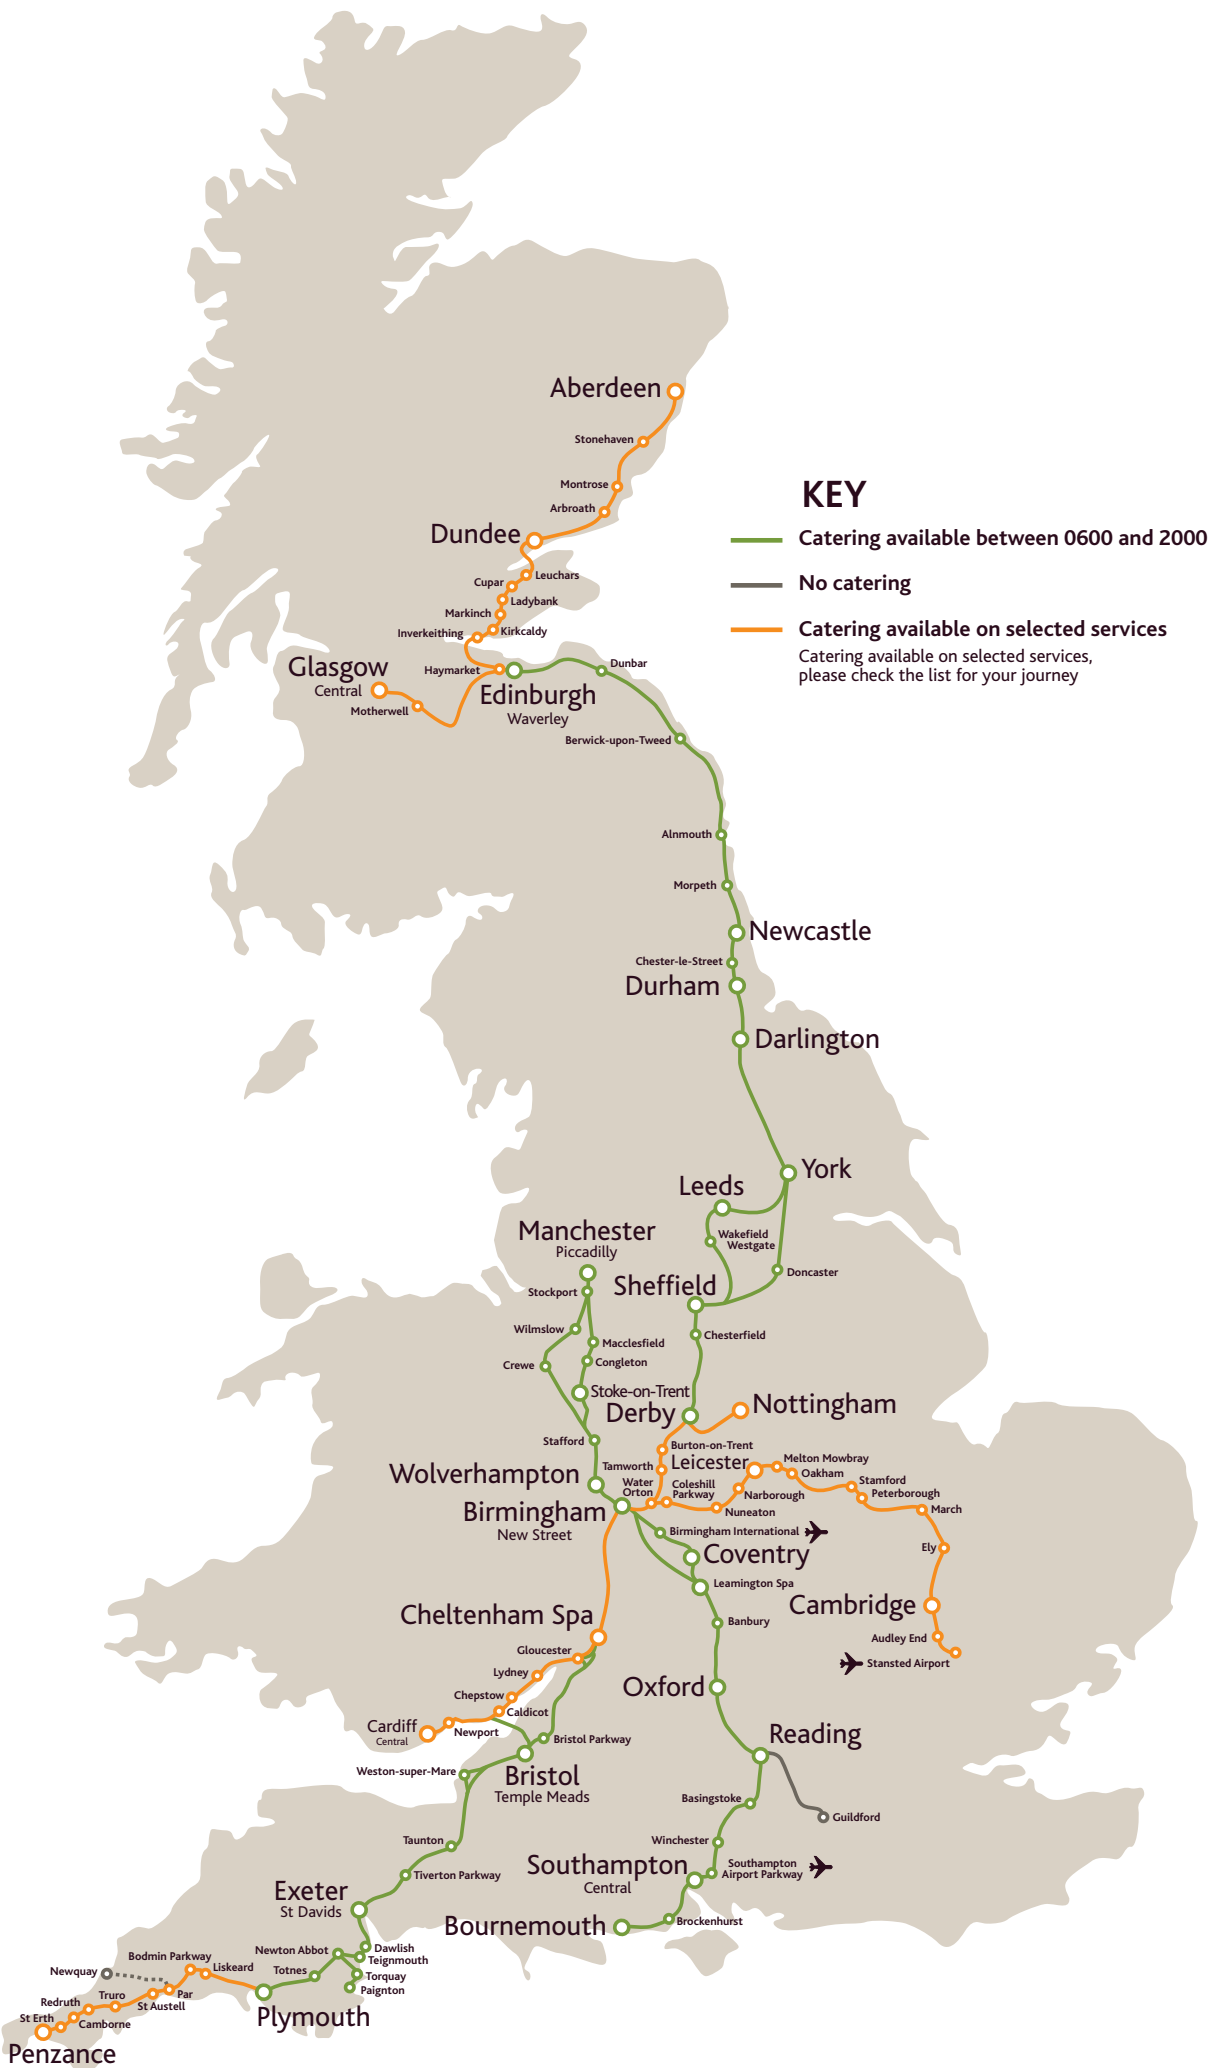 Aberdeen
Stonehaven
KEY
Montrose
Arbroath
Dundee
Catering available between 0600 and 2000
Leuchars
Cupar
No catering
Ladybank
Markinch
Kirkcaldy
Inverkeithing
Catering available on selected services
Catering available on selected services,
please check the list for your journey
Glasgow
Central
Haymarket
Dunbar
Motherwell
Edinburgh
Waverley
Berwick-upon-Tweed
Alnmouth
Morpeth
Newcastle
Chester-le-Street
Durham
Darlington
York
Leeds
Manchester
Piccadilly
Wakefield
Westgate
Doncaster
Sheffield
Stockport
Wilmslow
Chesterfield
Macclesfield
Congleton
Crewe
Stoke-on-Trent
Nottingham
Derby
Stafford
Burton-on-Trent
Leicester
Melton Mowbray
Tamworth
Oakham
Wolverhampton
Water
Orton
Coleshill
Parkway
Stamford
Narborough
Peterborough
Birmingham
New Street
Nuneaton
March
Birmingham International
Ely
Coventry
Leamington Spa
Cambridge
Cheltenham Spa
Banbury
Audley End
Gloucester
Stansted Airport
Lydney
Oxford
Chepstow
Caldicot
Cardiff
Central
Newport
Bristol Parkway
Reading
Weston-super-Mare
Bristol
Temple Meads
Basingstoke
Guildford
Taunton
Winchester
Tiverton Parkway
Southampton
Central
Southampton
Airport Parkway
Exeter
St Davids
Brockenhurst
Bournemouth
Dawlish
Newton Abbot
Teignmouth
Bodmin Parkway
Newquay
Liskeard
Totnes
Torquay
Paignton
Par
Truro
St Austell
Redruth
Plymouth
St Erth
Camborne
Penzance